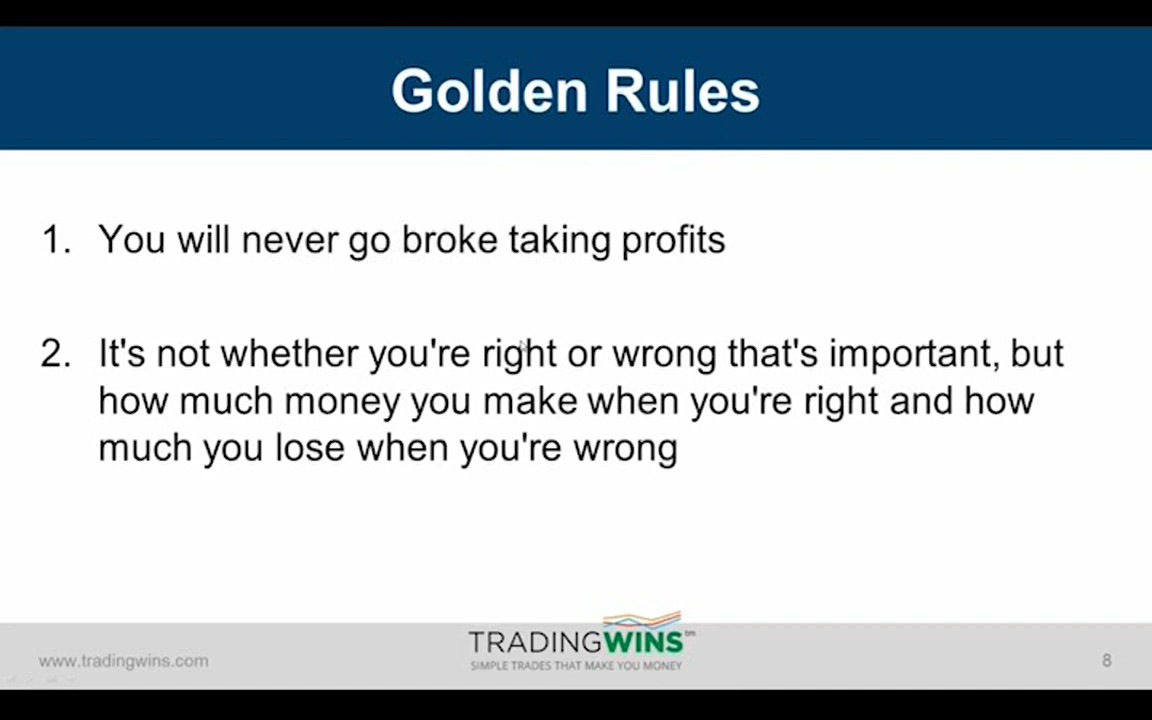 Golden Rules
1. You will never go broke taking profits
2. It's not whether you're right or wrong that's important, but
how much money you make when you're right and how
much you lose when you're wrong
www.tradingwins.com
TRADINGWINS tm
SIMPLE TRADES THAT MAKE YOU MONEY
8